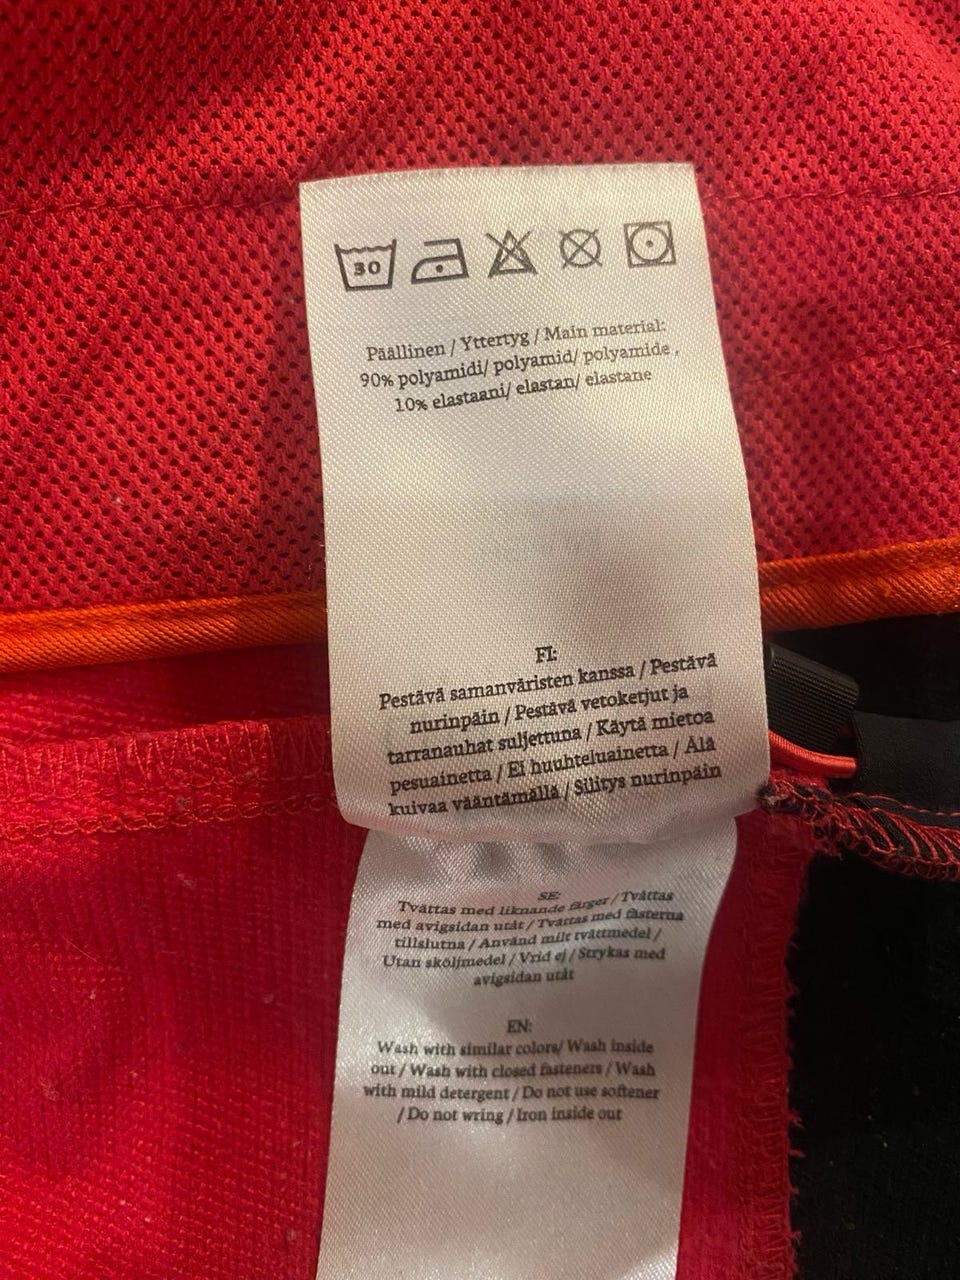 30
Päällinen / Yttertyg / Main material:
90% polyamidi/ polyamid/ polyamide ,
10% elastaani/ elastan/ elastane
FI:
Pestävä samanväristen kanssa / Pestävä
nurinpäin / Pestävä vetoketjut ja
tarranauhat suljettuna / Käytä mietoa
pesuainetta / Ei huuhteluainetta / Älä
kuivaa vääntämällä / Silitys nurinpäin
SE:
Tvättas med liknande färger / Tvättas
med avigsidan utåt / Tvättas med fästerna
tillslutna / Använd milt tvättmedel /
Utan sköljmedel / Vrid ej / Strykas med
avigsidan utåt
EN:
Wash with similar colors/ Wash inside
out / Wash with closed fasteners / Wash
with mild detergent / Do not use softener
/ Do not wring / Iron inside out